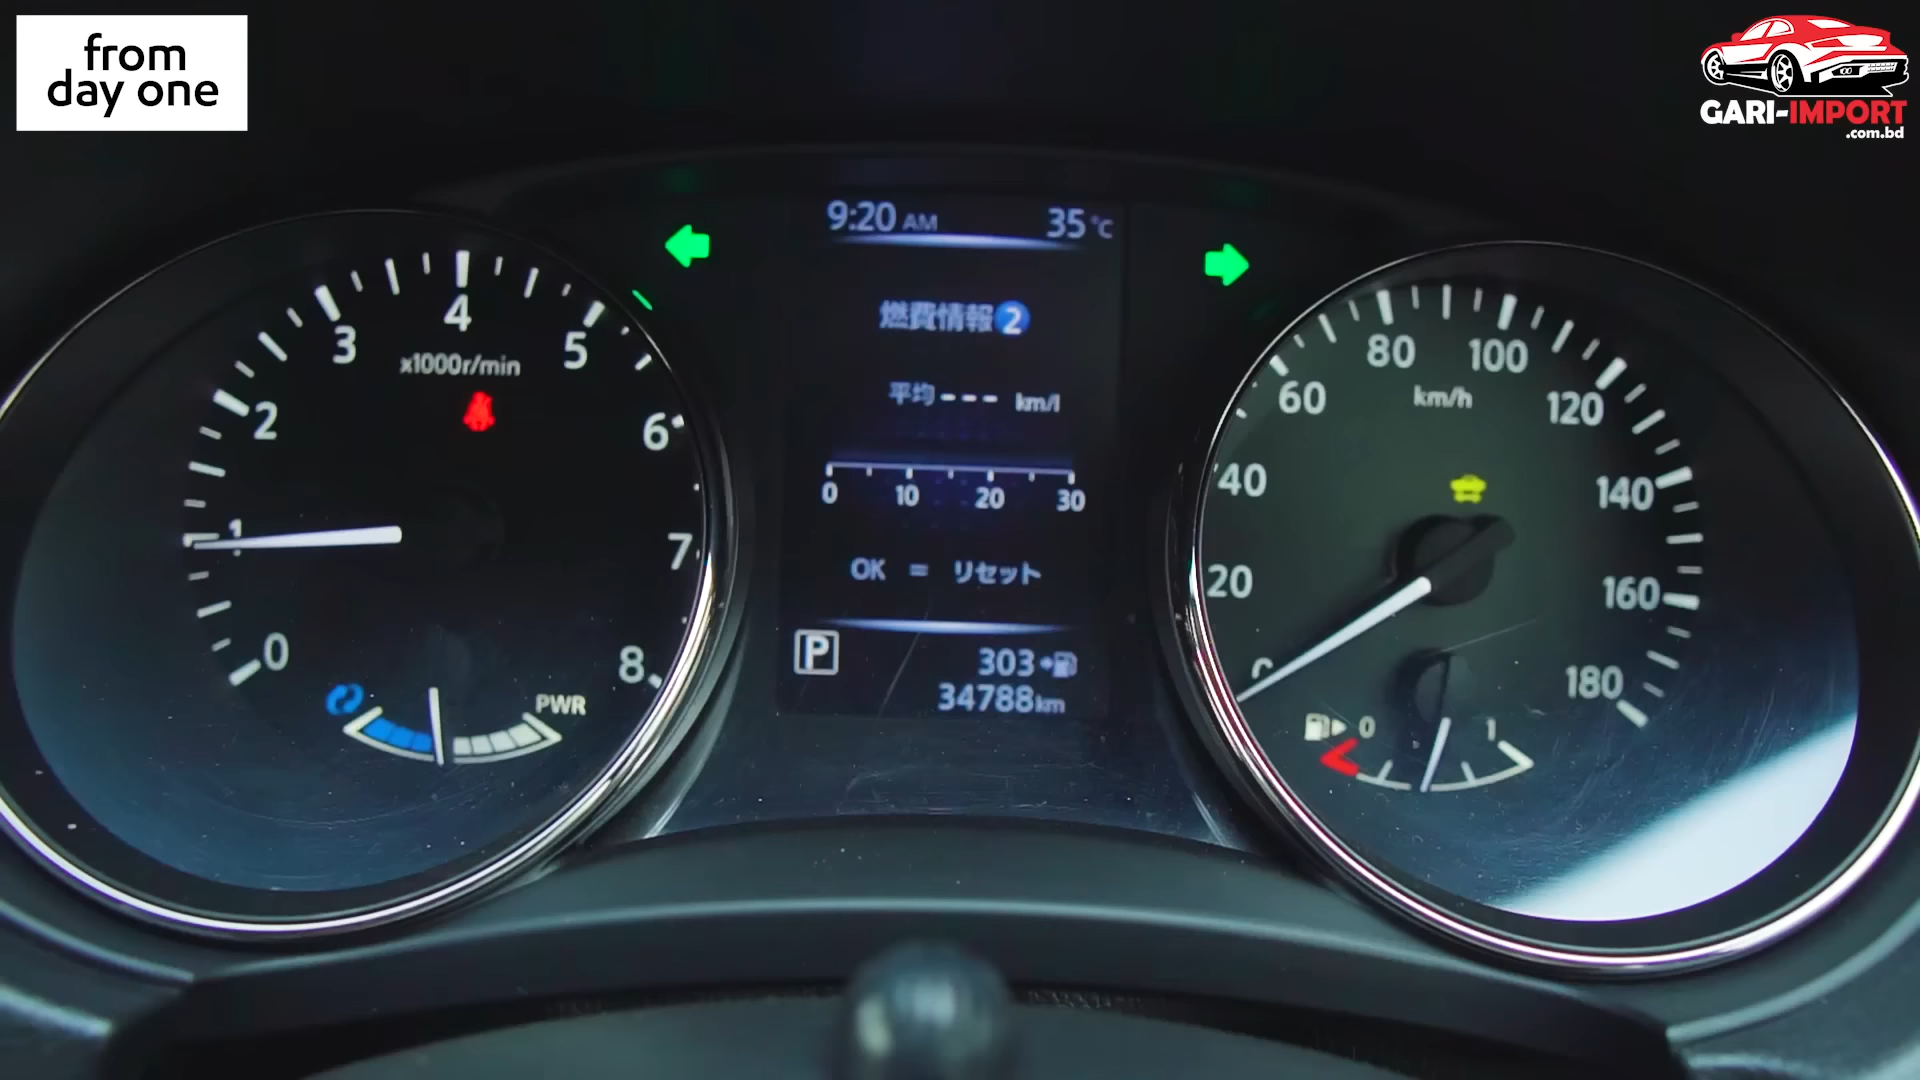 from
day one
GARI-IMPORT
.com.bd
9:20 AM 35°C
燃費情報2
平均--- km/l
0 10 20 30
OK = リセット
P
303
34788km
0 1 2 3 4 5 6 7 8
x1000r/min
PWR
0 20 40 60 80 100 120 140 160 180
km/h
0 1